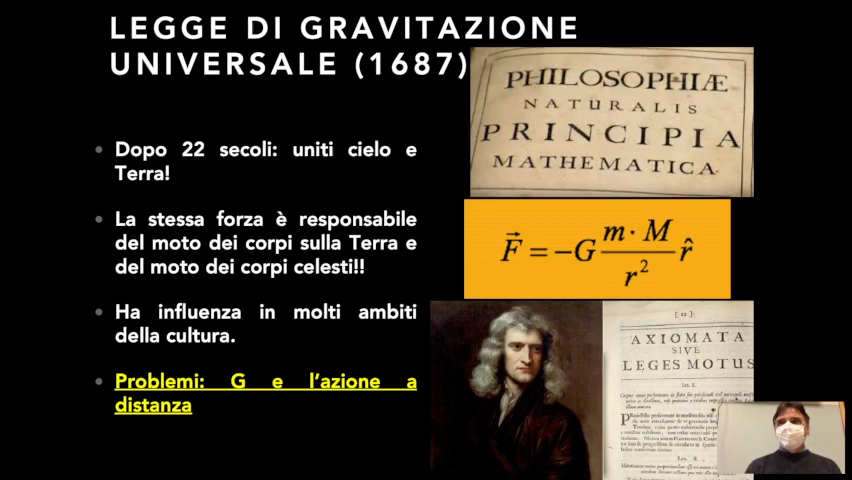 LEGGE DI GRAVITAZIONE
UNIVERSALE (1687)
Dopo 22 secoli: uniti cielo e
Terra!
La stessa forza è responsabile
del moto dei corpi sulla Terra e
del moto dei corpi celesti!!
Ha influenza in molti ambiti
della cultura.
Problemi: G e l'azione a
distanza
PHILOSOPHIÆ
NATURALIS
PRINCIPIA
MATHEMATICA
F⃗ = −G m · M / r² r̂
[12]
AXIOMATA
SIVE
LEGES MOTUS